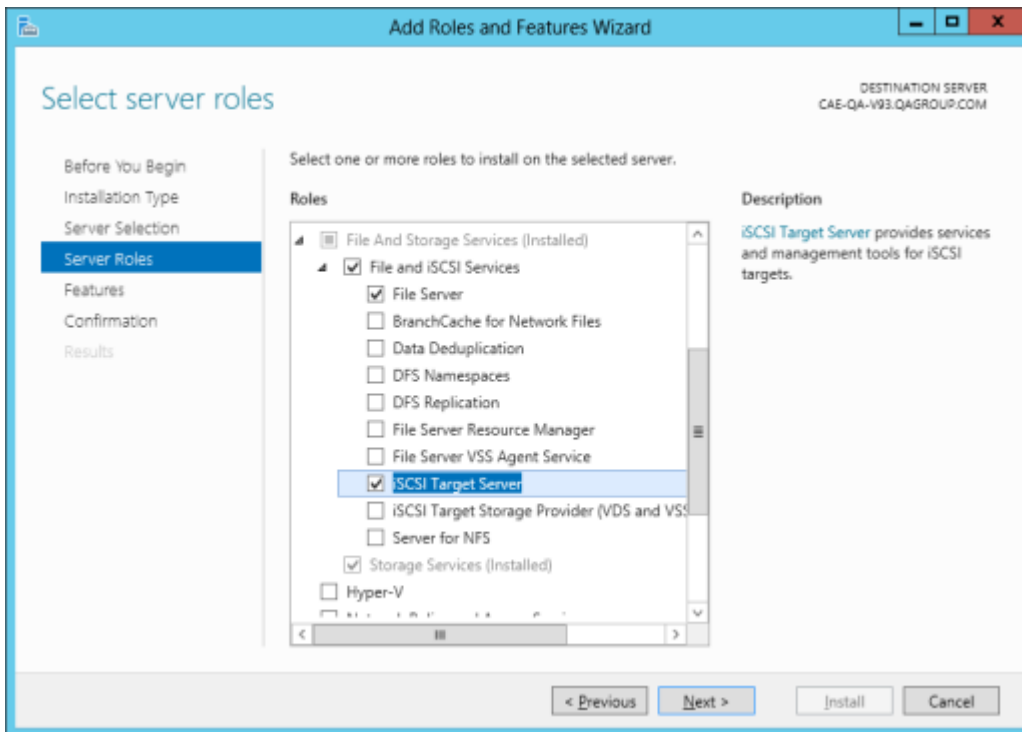 Add Roles and Features Wizard
Select server roles
DESTINATION SERVER
CAE-QA-V93.QAGROUP.COM
Before You Begin
Installation Type
Server Selection
Server Roles
Features
Confirmation
Results
Select one or more roles to install on the selected server.
Roles
File And Storage Services (Installed)
File and iSCSI Services
File Server
BranchCache for Network Files
Data Deduplication
DFS Namespaces
DFS Replication
File Server Resource Manager
File Server VSS Agent Service
iSCSI Target Server
iSCSI Target Storage Provider (VDS and VSS
Server for NFS
Storage Services (Installed)
Hyper-V
Description
iSCSI Target Server provides services
and management tools for iSCSI
targets.
< Previous
Next >
Install
Cancel